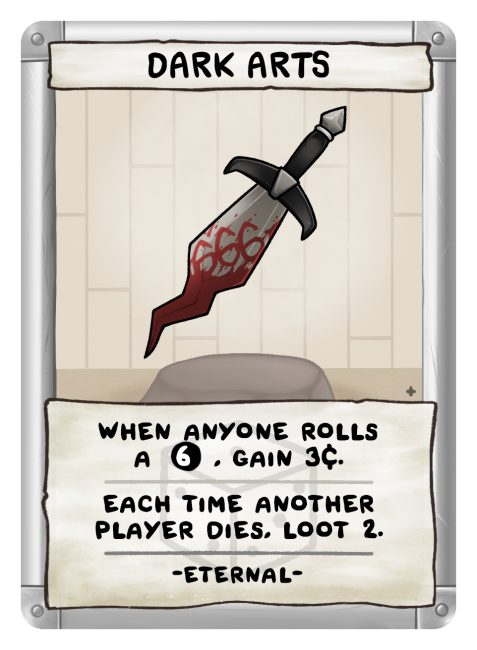 DARK ARTS
666
WHEN ANYONE ROLLS
A 6, GAIN 3¢.
EACH TIME ANOTHER
PLAYER DIES, LOOT 2.
-ETERNAL-